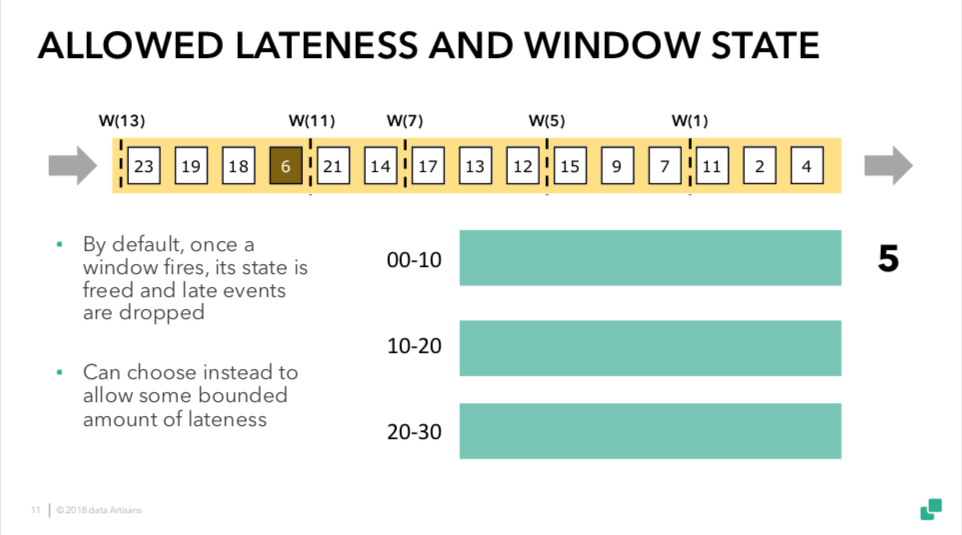 ALLOWED LATENESS AND WINDOW STATE
W(13) W(11) W(7) W(5) W(1)
23 19 18 6 21 14 17 13 12 15 9 7 11 2 4
▪ By default, once a
window fires, its state is
freed and late events
are dropped
▪ Can choose instead to
allow some bounded
amount of lateness
00-10 5
10-20
20-30
11 | © 2018 data Artisans